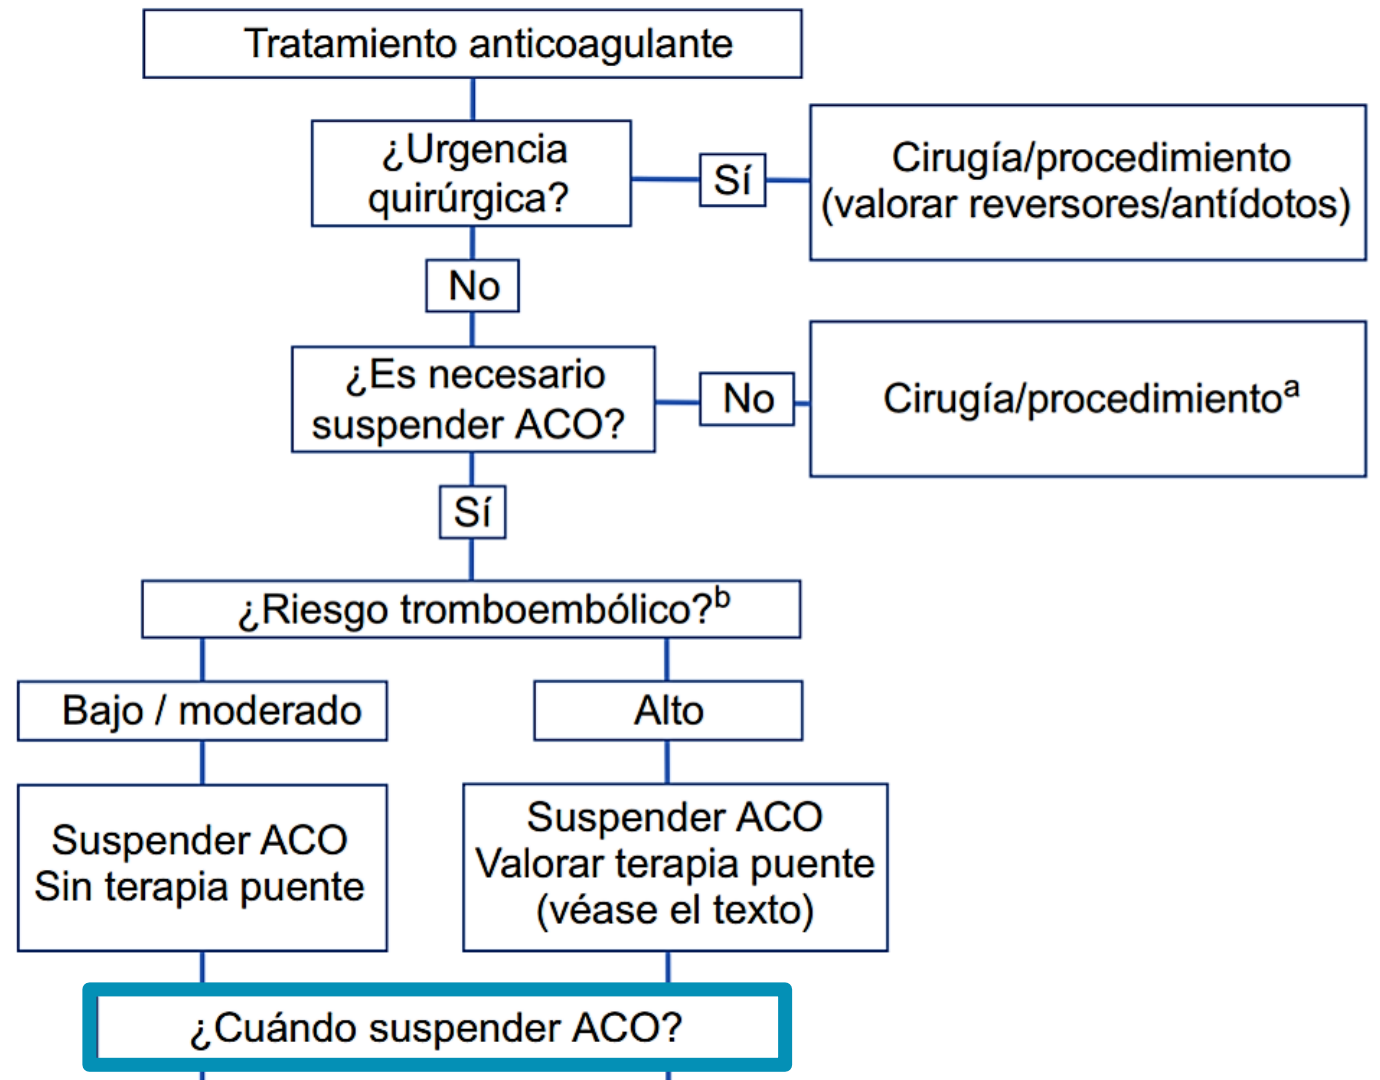 Tratamiento anticoagulante
¿Urgencia
quirúrgica?
Sí
Cirugía/procedimiento
(valorar reversores/antídotos)
No
¿Es necesario
suspender ACO?
No
Cirugía/procedimientoᵃ
Sí
¿Riesgo tromboembólico?ᵇ
Bajo / moderado
Alto
Suspender ACO
Sin terapia puente
Suspender ACO
Valorar terapia puente
(véase el texto)
¿Cuándo suspender ACO?